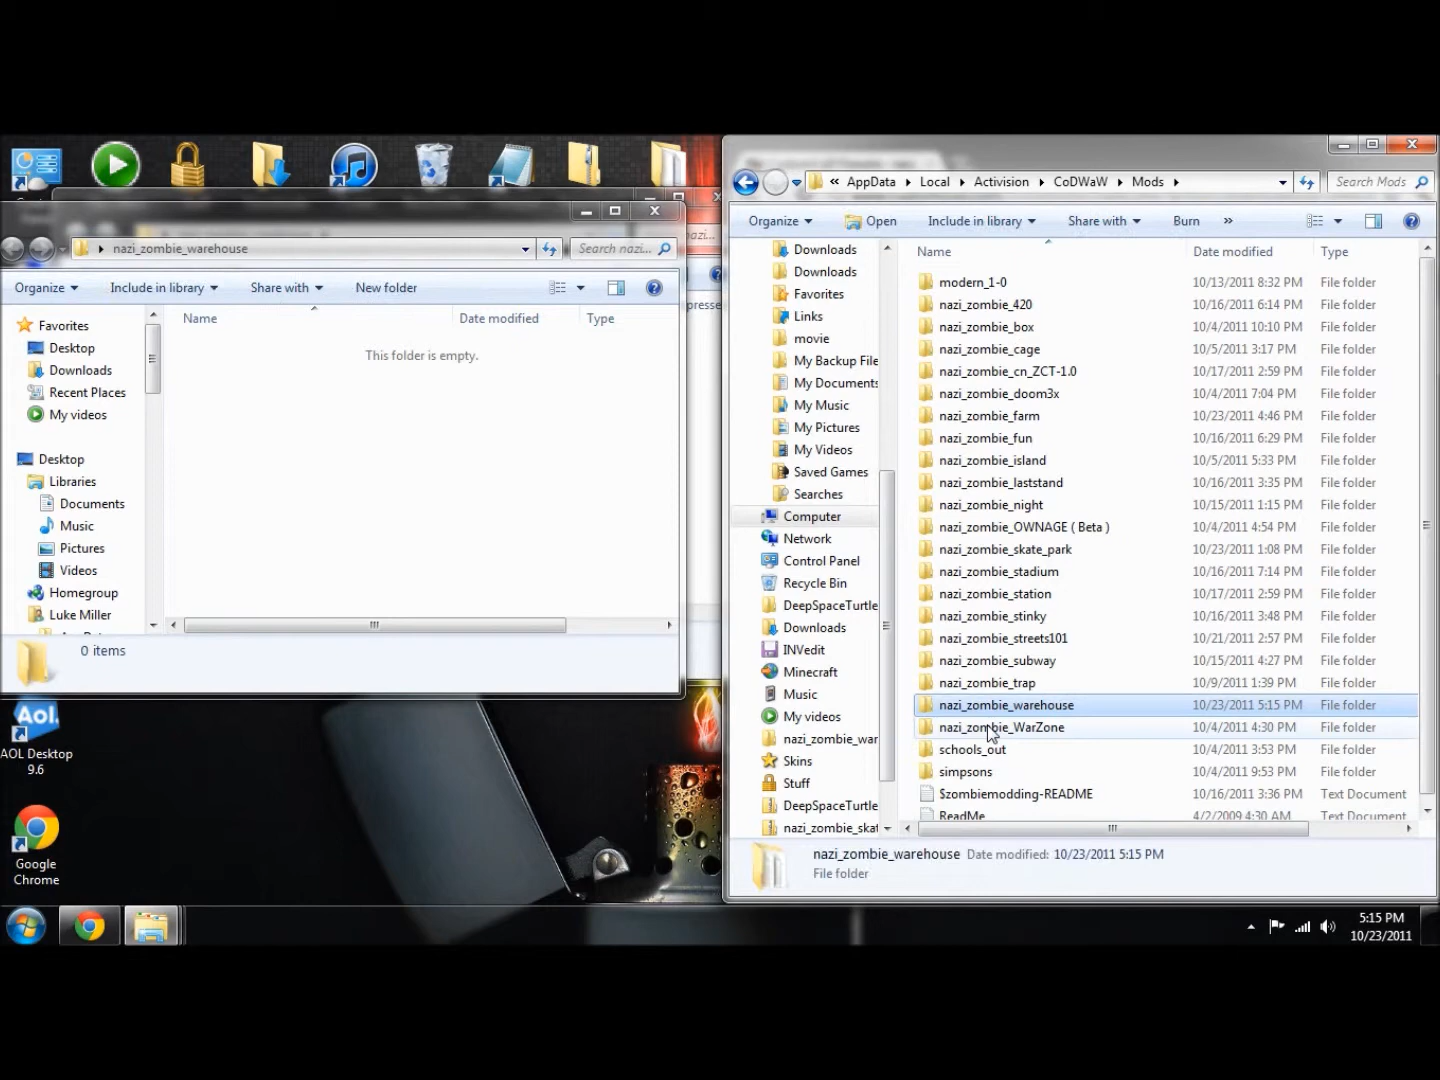 nazi_zombie_warehouse
Search nazi...
Organize
Include in library
Share with
New folder
Name
Date modified
Type
This folder is empty.
Favorites
Desktop
Downloads
Recent Places
My videos
Desktop
Libraries
Documents
Music
Pictures
Videos
Homegroup
Luke Miller
0 items
AOL Desktop
9.6
Aol.
Google
Chrome
« AppData Local Activision CoDWaW Mods
Search Mods
Organize
Open
Include in library
Share with
Burn
»
Downloads
Downloads
Favorites
Links
movie
My Backup File
My Documents
My Music
My Pictures
My Videos
Saved Games
Searches
Computer
Network
Control Panel
Recycle Bin
DeepSpaceTurtle
Downloads
INVedit
Minecraft
Music
My videos
nazi_zombie_war
Skins
Stuff
DeepSpaceTurtle
nazi_zombie_skat
Name Date modified Type
modern_1-0 10/13/2011 8:32 PM File folder
nazi_zombie_420 10/16/2011 6:14 PM File folder
nazi_zombie_box 10/4/2011 10:10 PM File folder
nazi_zombie_cage 10/5/2011 3:17 PM File folder
nazi_zombie_cn_ZCT-1.0 10/17/2011 2:59 PM File folder
nazi_zombie_doom3x 10/4/2011 7:04 PM File folder
nazi_zombie_farm 10/23/2011 4:46 PM File folder
nazi_zombie_fun 10/16/2011 6:29 PM File folder
nazi_zombie_island 10/5/2011 5:33 PM File folder
nazi_zombie_laststand 10/16/2011 3:35 PM File folder
nazi_zombie_night 10/15/2011 1:15 PM File folder
nazi_zombie_OWNAGE ( Beta ) 10/4/2011 4:54 PM File folder
nazi_zombie_skate_park 10/23/2011 1:08 PM File folder
nazi_zombie_stadium 10/16/2011 7:14 PM File folder
nazi_zombie_station 10/17/2011 2:59 PM File folder
nazi_zombie_stinky 10/16/2011 3:48 PM File folder
nazi_zombie_streets101 10/21/2011 2:57 PM File folder
nazi_zombie_subway 10/15/2011 4:27 PM File folder
nazi_zombie_trap 10/9/2011 1:39 PM File folder
nazi_zombie_warehouse 10/23/2011 5:15 PM File folder
nazi_zombie_WarZone 10/4/2011 4:30 PM File folder
schools_out 10/4/2011 3:53 PM File folder
simpsons 10/4/2011 9:53 PM File folder
$zombiemodding-README 10/16/2011 3:36 PM Text Document
ReadMe 4/2/2009 4:30 AM Text Document
nazi_zombie_warehouse Date modified: 10/23/2011 5:15 PM
File folder
5:15 PM
10/23/2011